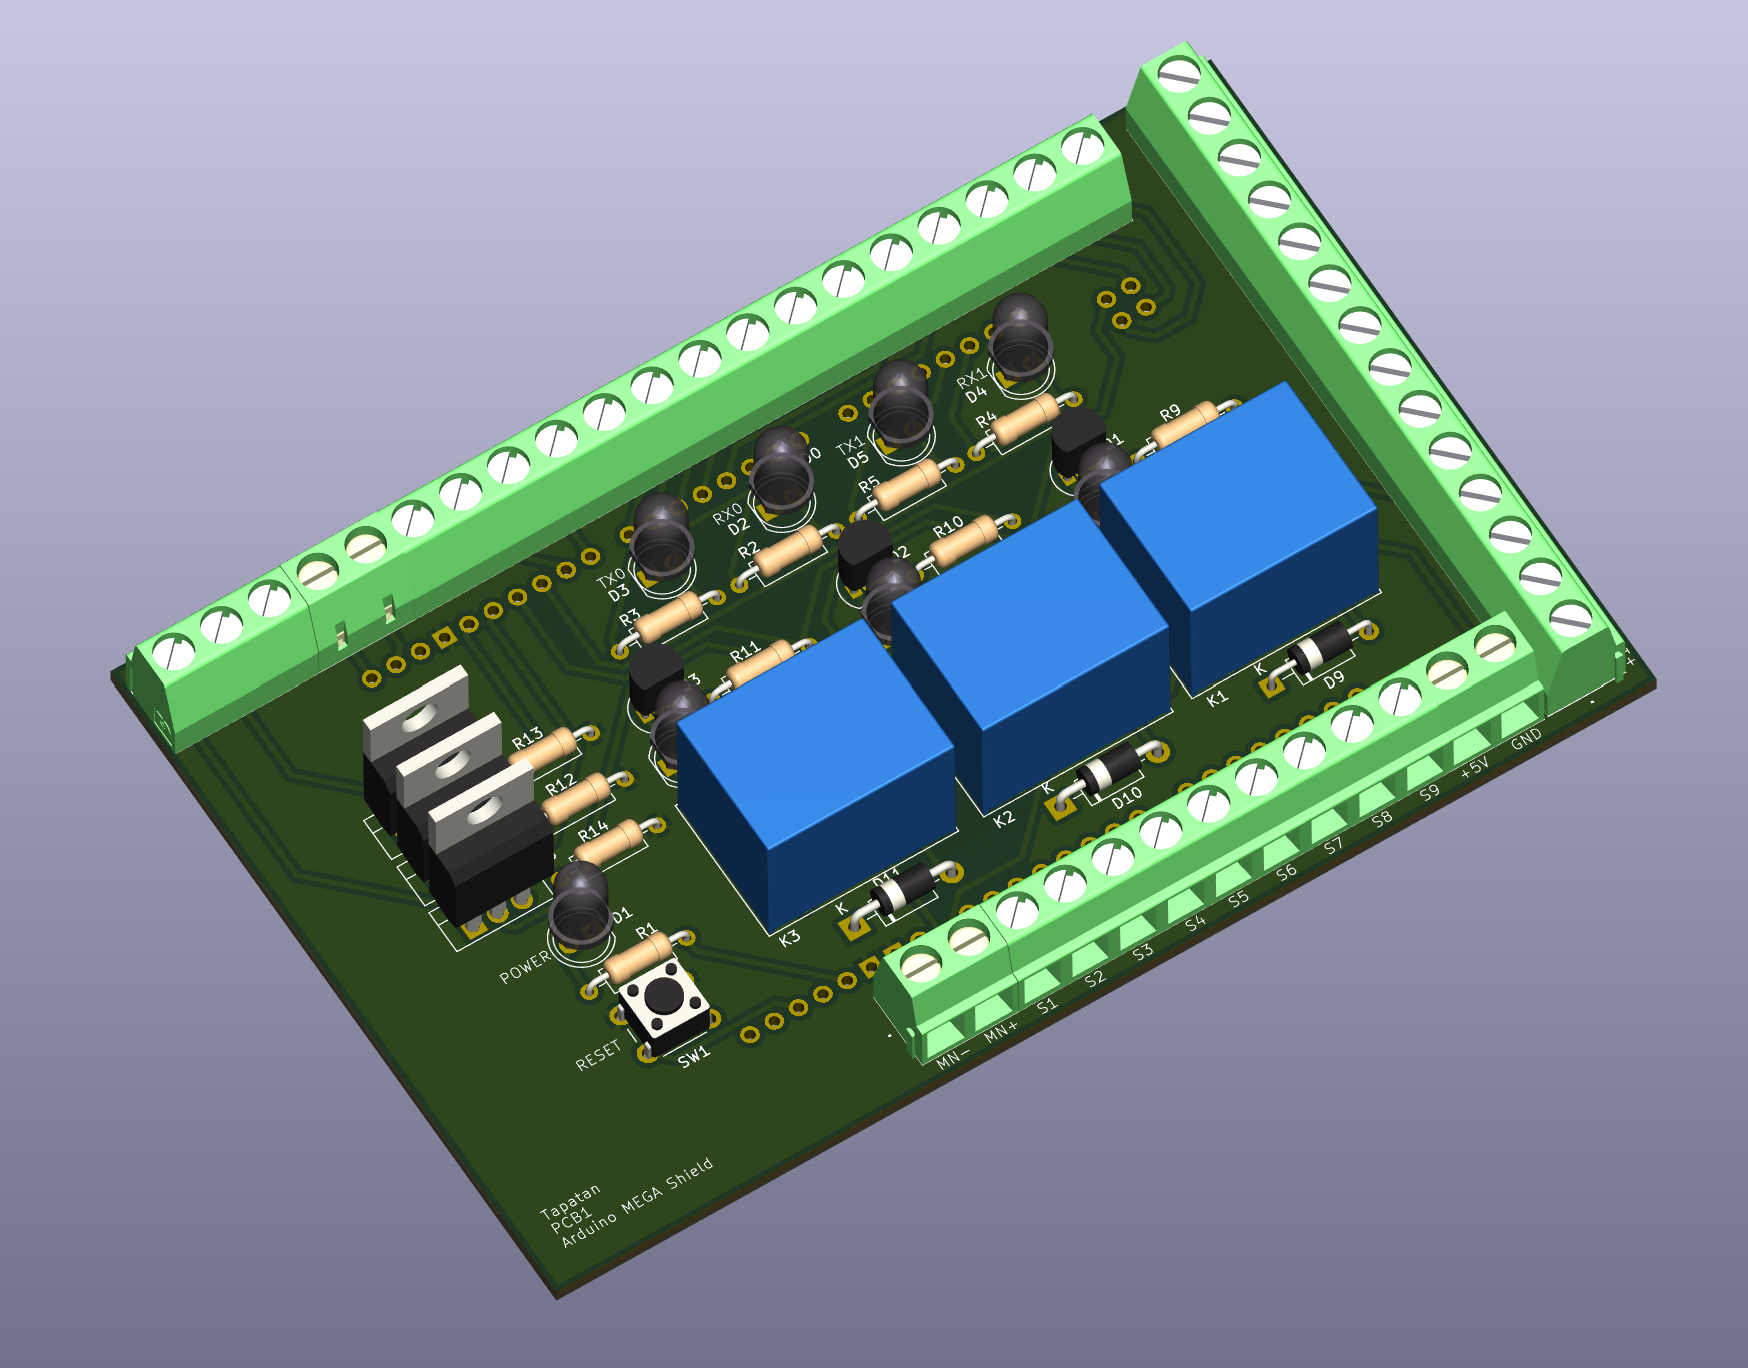 RX1
D4
R4
R9
TX1
D5
R5
RX0
D2
R2
R10
TX0
D3
R3
R11
R13
R12
R14
D1
POWER
R1
RESET
SW1
K1
K
D9
K2
K
D10
K3
K
D11
GND
+5V
S9
S8
S7
S6
S5
S4
S3
S2
S1
MN+
MN-
Tapatan
PCB1
Arduino MEGA Shield